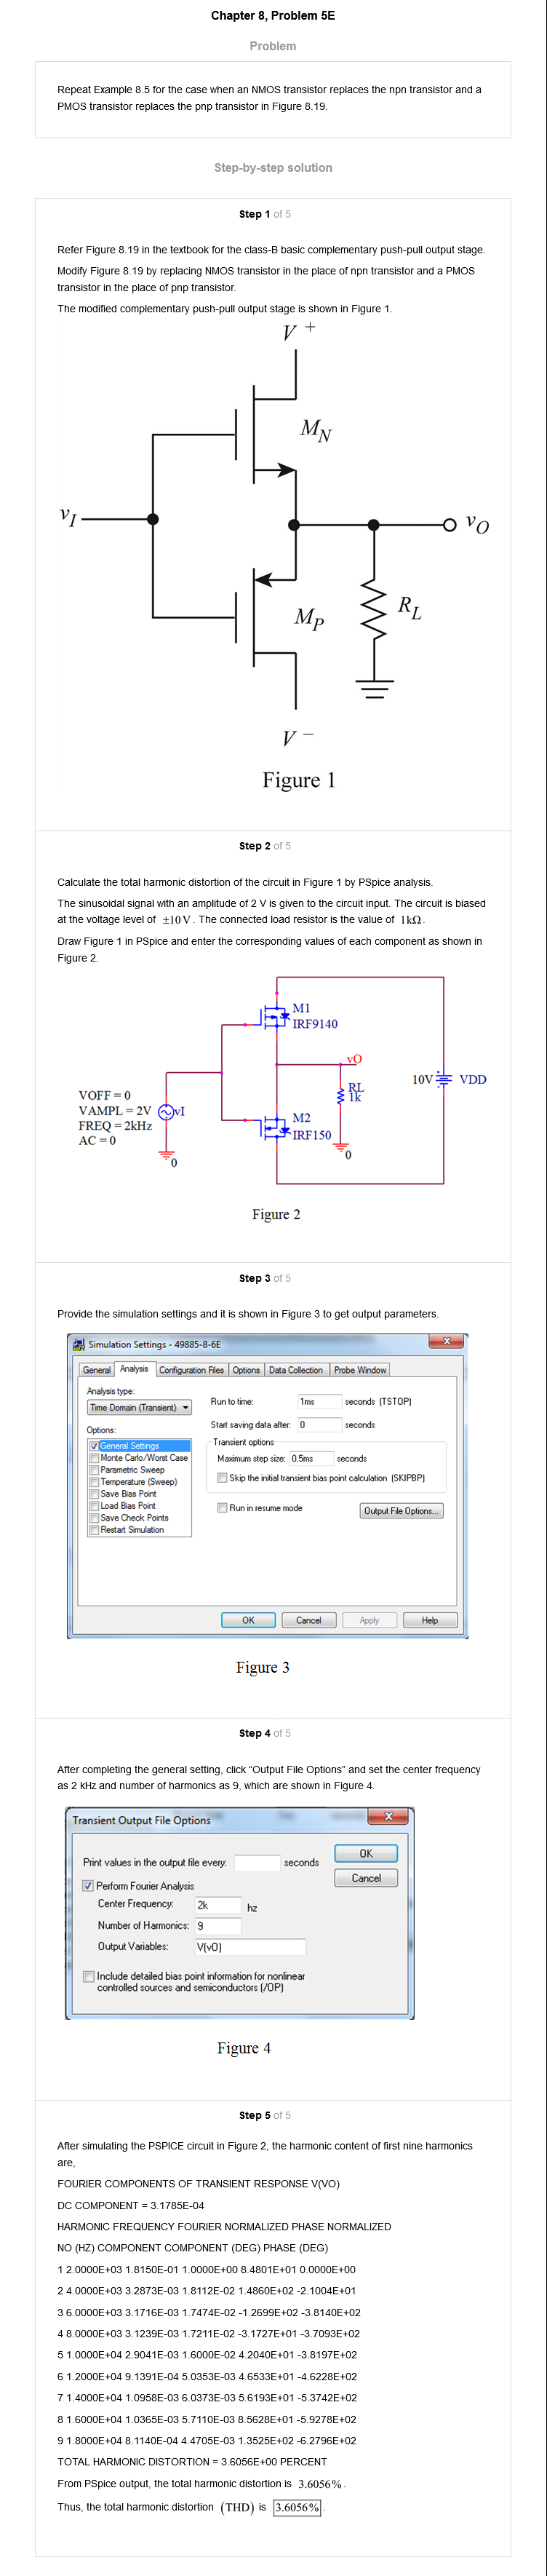 Chapter 8, Problem 5E
Problem
Repeat Example 8.5 for the case when an NMOS transistor replaces the npn transistor and a
PMOS transistor replaces the pnp transistor in Figure 8.19.
Step-by-step solution
Step 1 of 5
Refer Figure 8.19 in the textbook for the class-B basic complementary push-pull output stage.
Modify Figure 8.19 by replacing NMOS transistor in the place of npn transistor and a PMOS
transistor in the place of pnp transistor.
The modified complementary push-pull output stage is shown in Figure 1.
V +
M_N
v_I
v_O
M_P
R_L
V −
Figure 1
Step 2 of 5
Calculate the total harmonic distortion of the circuit in Figure 1 by PSpice analysis.
The sinusoidal signal with an amplitude of 2 V is given to the circuit input. The circuit is biased
at the voltage level of ±10 V . The connected load resistor is the value of 1kΩ .
Draw Figure 1 in PSpice and enter the corresponding values of each component as shown in
Figure 2.
M1
IRF9140
vO
RL
1k
10V
VDD
VOFF = 0
VAMPL = 2V
FREQ = 2kHz
AC = 0
vI
0
M2
IRF150
0
Figure 2
Step 3 of 5
Provide the simulation settings and it is shown in Figure 3 to get output parameters.
Simulation Settings - 49885-8-6E
x
General Analysis Configuration Files Options Data Collection Probe Window
Analysis type:
Time Domain (Transient)
Options:
General Settings
Monte Carlo/Worst Case
Parametric Sweep
Temperature (Sweep)
Save Bias Point
Load Bias Point
Save Check Points
Restart Simulation
Run to time: 1ms seconds (TSTOP)
Start saving data after: 0 seconds
Transient options
Maximum step size: 0.5ms seconds
Skip the initial transient bias point calculation (SKIPBP)
Run in resume mode
Output File Options...
OK Cancel Apply Help
Figure 3
Step 4 of 5
After completing the general setting, click “Output File Options” and set the center frequency
as 2 kHz and number of harmonics as 9, which are shown in Figure 4.
Transient Output File Options
x
Print values in the output file every: seconds
OK
Cancel
Perform Fourier Analysis
Center Frequency: 2k hz
Number of Harmonics: 9
Output Variables: V(vO)
Include detailed bias point information for nonlinear
controlled sources and semiconductors (/OP)
Figure 4
Step 5 of 5
After simulating the PSPICE circuit in Figure 2, the harmonic content of first nine harmonics
are,
FOURIER COMPONENTS OF TRANSIENT RESPONSE V(VO)
DC COMPONENT = 3.1785E-04
HARMONIC FREQUENCY FOURIER NORMALIZED PHASE NORMALIZED
NO (HZ) COMPONENT COMPONENT (DEG) PHASE (DEG)
1 2.0000E+03 1.8150E-01 1.0000E+00 8.4801E+01 0.0000E+00
2 4.0000E+03 3.2873E-03 1.8112E-02 1.4860E+02 -2.1004E+01
3 6.0000E+03 3.1716E-03 1.7474E-02 -1.2699E+02 -3.8140E+02
4 8.0000E+03 3.1239E-03 1.7211E-02 -3.1727E+01 -3.7093E+02
5 1.0000E+04 2.9041E-03 1.6000E-02 4.2040E+01 -3.8197E+02
6 1.2000E+04 9.1391E-04 5.0353E-03 4.6533E+01 -4.6228E+02
7 1.4000E+04 1.0958E-03 6.0373E-03 5.6193E+01 -5.3742E+02
8 1.6000E+04 1.0365E-03 5.7110E-03 8.5628E+01 -5.9278E+02
9 1.8000E+04 8.1140E-04 4.4705E-03 1.3525E+02 -6.2796E+02
TOTAL HARMONIC DISTORTION = 3.6056E+00 PERCENT
From PSpice output, the total harmonic distortion is 3.6056% .
Thus, the total harmonic distortion (THD) is 3.6056% .